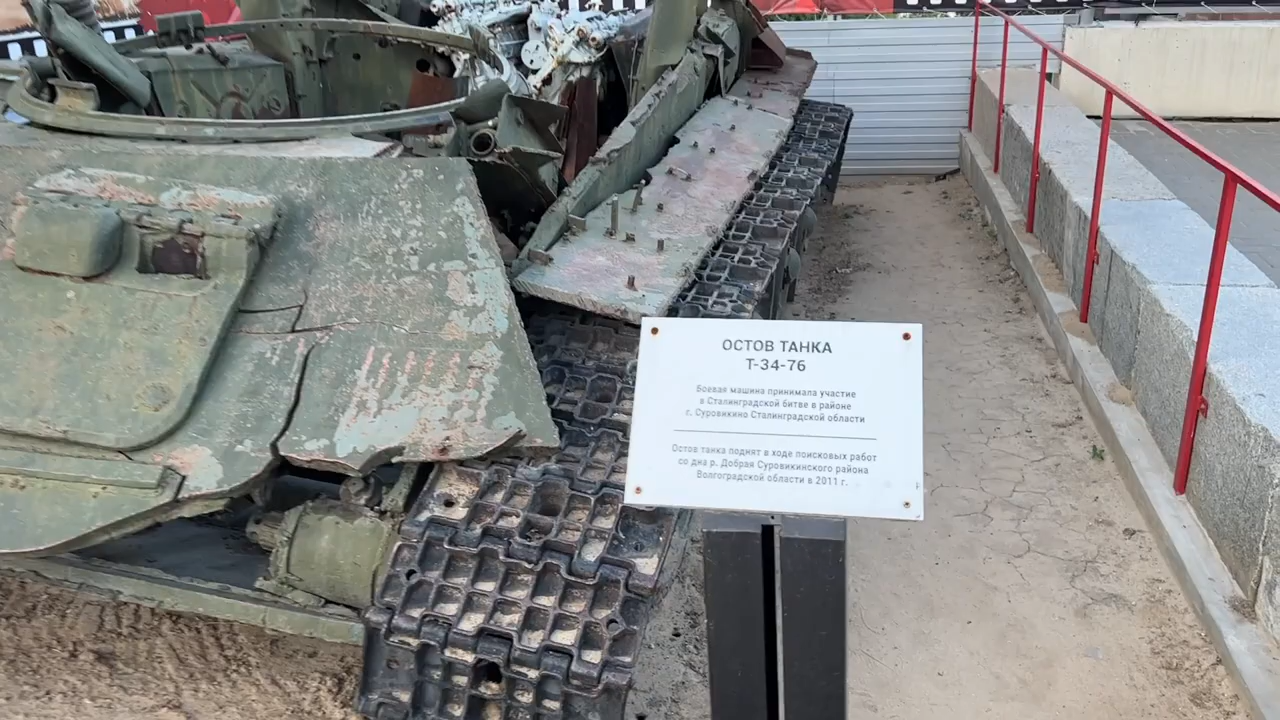 ОСТОВ ТАНКА
Т-34-76
Боевая машина принимала участие
в Сталинградской битве в районе
г. Суровикино Сталинградской области
Остов танка поднят в ходе поисковых работ
со дна р. Добрая Суровикинского района
Волгоградской области в 2011 г.